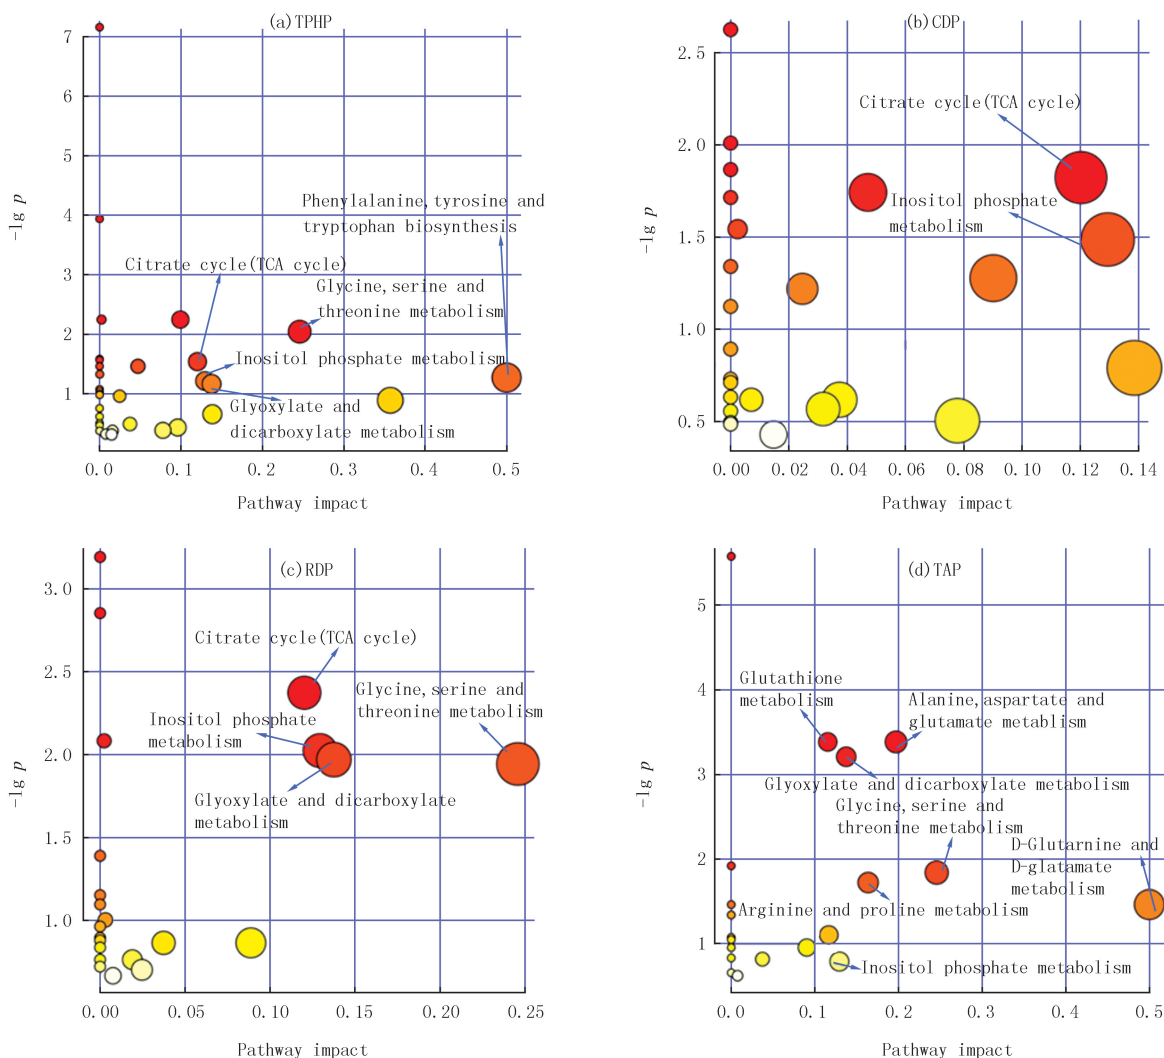 (a)TPHP
7
6
5
4
3
2
1
-lg p
Phenylalanine,tyrosine and
tryptophan biosynthesis
Citrate cycle(TCA cycle)
Glycine,serine and
threonine metabolism
Inositol phosphate metabolism
Glyoxylate and
dicarboxylate metabolism
0.0 0.1 0.2 0.3 0.4 0.5
Pathway impact
(b)CDP
2.5
2.0
1.5
1.0
0.5
-lg p
Citrate cycle(TCA cycle)
Inositol phosphate
metabolism
0.00 0.02 0.04 0.06 0.08 0.10 0.12 0.14
Pathway impact
(c)RDP
3.0
2.5
2.0
1.5
1.0
-lg p
Citrate cycle(TCA cycle)
Glycine,serine and
threonine metabolism
Inositol phosphate
metabolism
Glyoxylate and dicarboxylate
metabolism
0.00 0.05 0.10 0.15 0.20 0.25
Pathway impact
(d)TAP
5
4
3
2
1
-lg p
Glutathione
metabolism
Alanine,aspartate and
glutamate metablism
Glyoxylate and dicarboxylate metabolism
Glycine,serine and
threonine metabolism
D-Glutarnine and
D-glatamate
metabolism
Arginine and proline metabolism
Inositol phosphate metabolism
0.0 0.1 0.2 0.3 0.4 0.5
Pathway impact